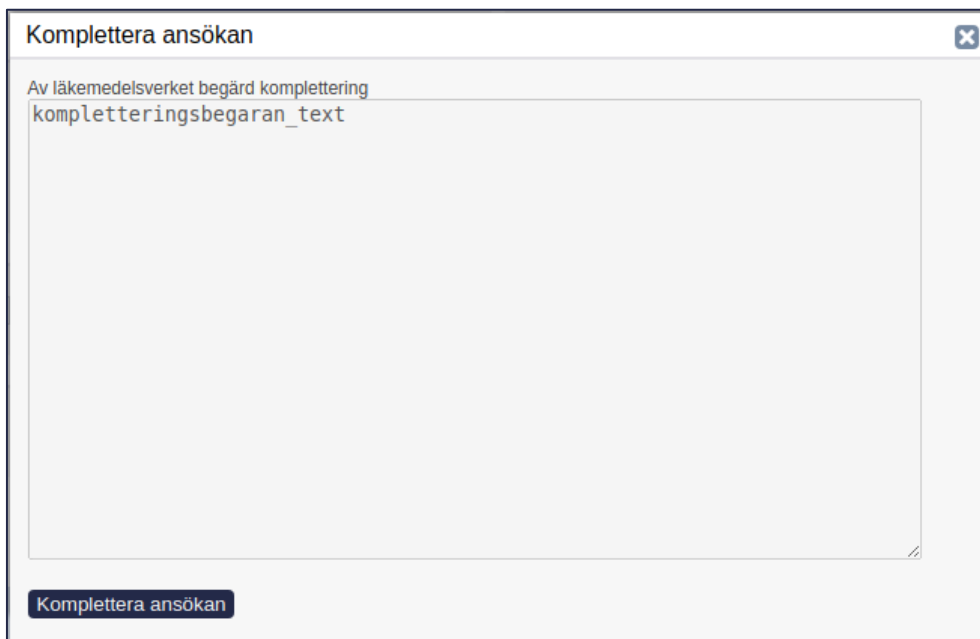 Komplettera ansökan
Av läkemedelsverket begärd komplettering
kompletteringsbegaran_text
Komplettera ansökan